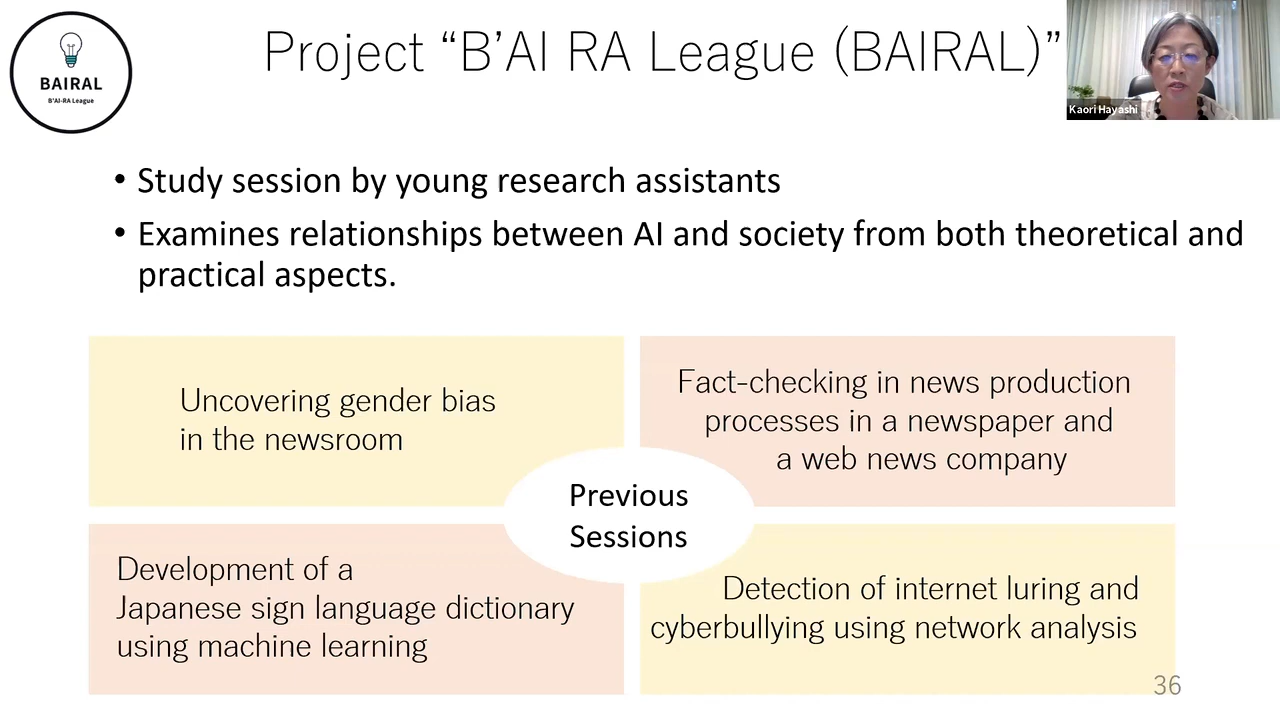 BAIRAL
B'AI-RA League
Project “B’AI RA League (BAIRAL)”
Kaori Hayashi
• Study session by young research assistants
• Examines relationships between AI and society from both theoretical and
practical aspects.
Uncovering gender bias
in the newsroom
Fact-checking in news production
processes in a newspaper and
a web news company
Previous
Sessions
Development of a
Japanese sign language dictionary
using machine learning
Detection of internet luring and
cyberbullying using network analysis
36